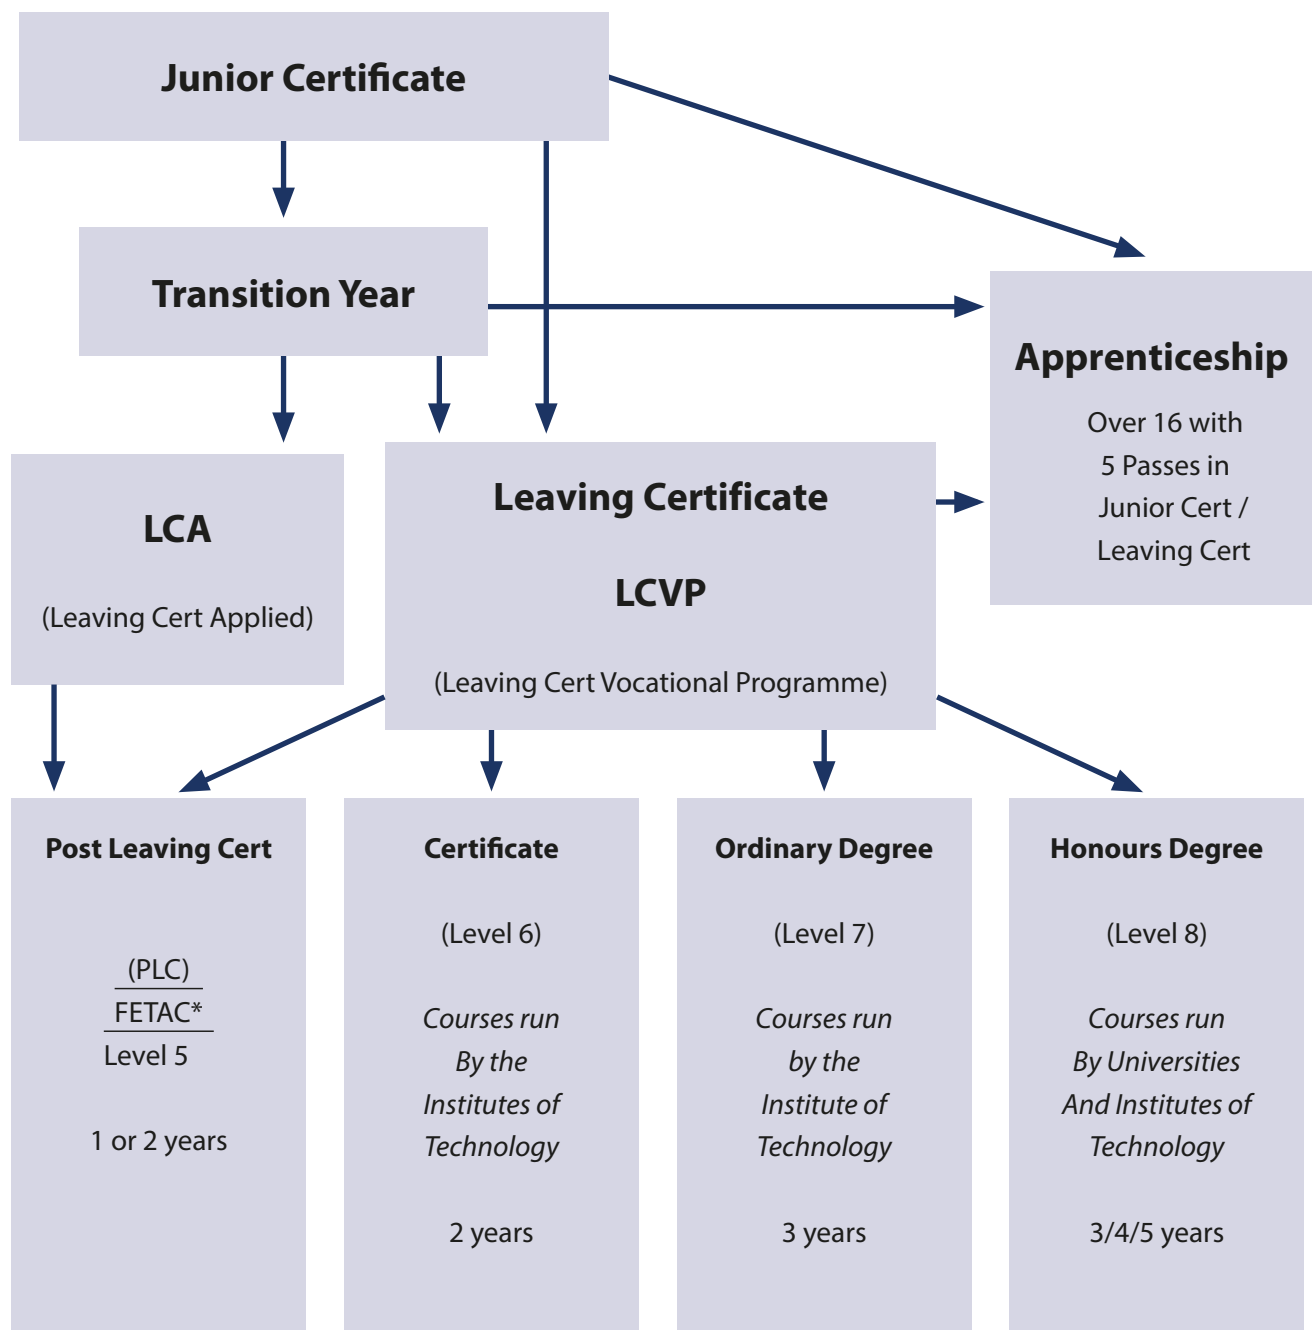 Junior Certificate
Transition Year
Apprenticeship
Over 16 with
5 Passes in
Junior Cert /
Leaving Cert
LCA
(Leaving Cert Applied)
Leaving Certificate
LCVP
(Leaving Cert Vocational Programme)
Post Leaving Cert
(PLC)
FETAC*
Level 5
1 or 2 years
Certificate
(Level 6)
Courses run
By the
Institutes of
Technology
2 years
Ordinary Degree
(Level 7)
Courses run
by the
Institute of
Technology
3 years
Honours Degree
(Level 8)
Courses run
By Universities
And Institutes of
Technology
3/4/5 years